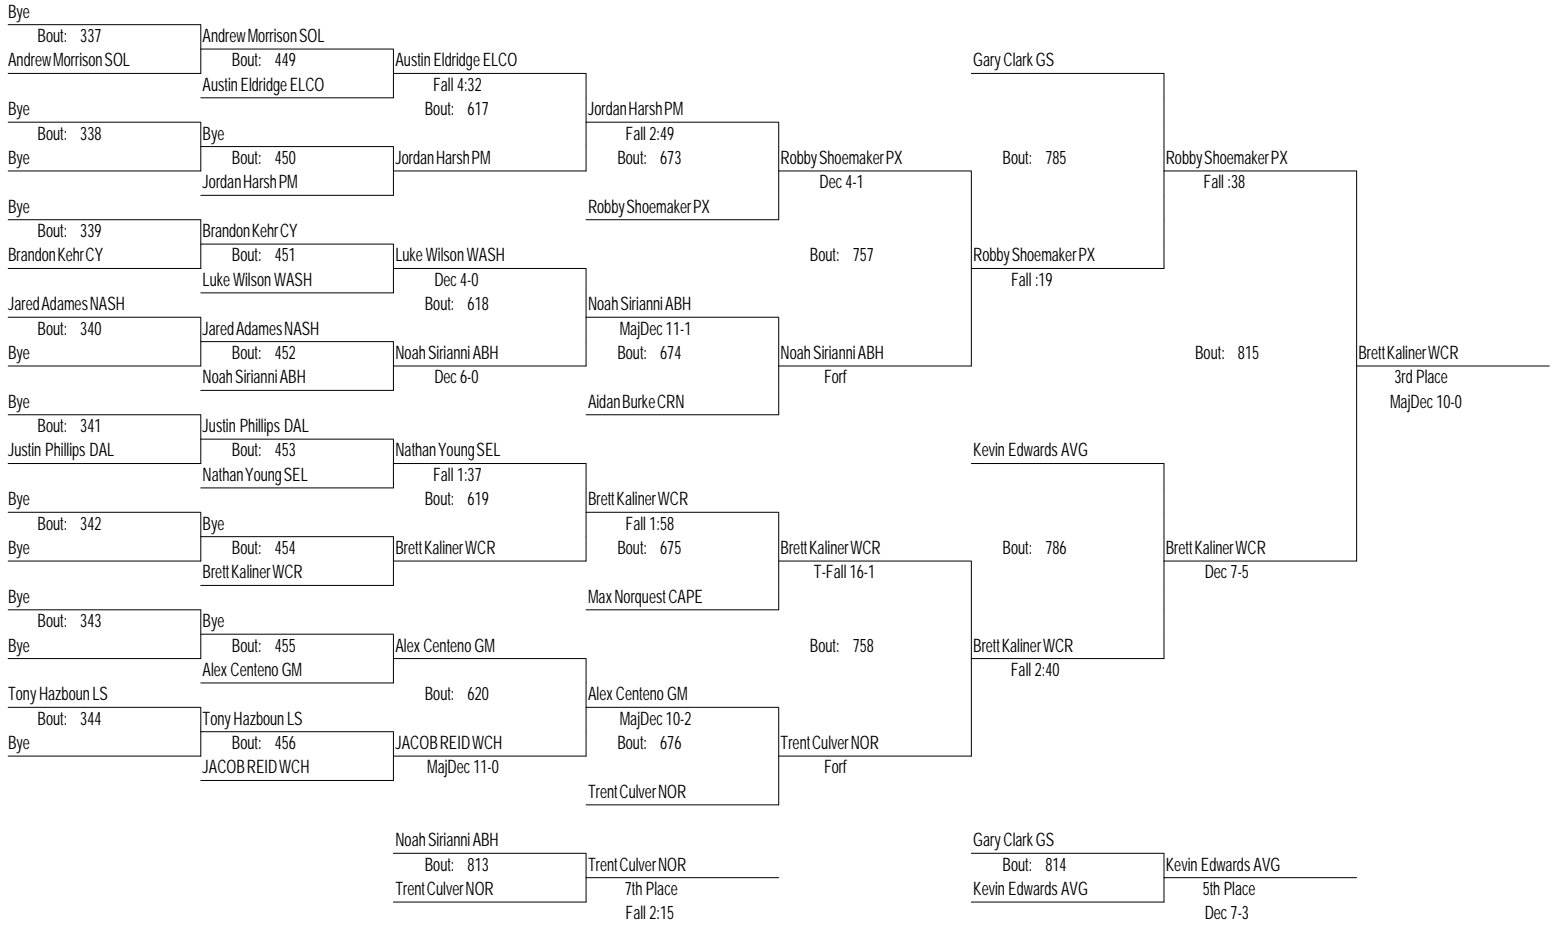 Bye
Bout: 337
Andrew Morrison SOL
Bye
Bout: 338
Bye
Bye
Bout: 339
Brandon Kehr CY
Jared Adames NASH
Bout: 340
Bye
Bye
Bout: 341
Justin Phillips DAL
Bye
Bout: 342
Bye
Bye
Bout: 343
Bye
Tony Hazboun LS
Bout: 344
Bye
Andrew Morrison SOL
Bout: 449
Austin Eldridge ELCO
Bye
Bout: 450
Jordan Harsh PM
Brandon Kehr CY
Bout: 451
Luke Wilson WASH
Jared Adames NASH
Bout: 452
Noah Sirianni ABH
Justin Phillips DAL
Bout: 453
Nathan Young SEL
Bye
Bout: 454
Brett Kaliner WCR
Bye
Bout: 455
Alex Centeno GM
Tony Hazboun LS
Bout: 456
JACOB REID WCH
Austin Eldridge ELCO
Fall 4:32
Bout: 617
Jordan Harsh PM
Luke Wilson WASH
Dec 4-0
Bout: 618
Noah Sirianni ABH
Dec 6-0
Nathan Young SEL
Fall 1:37
Bout: 619
Brett Kaliner WCR
Alex Centeno GM
Bout: 620
JACOB REID WCH
MajDec 11-0
Jordan Harsh PM
Fall 2:49
Bout: 673
Robby Shoemaker PX
Noah Sirianni ABH
MajDec 11-1
Bout: 674
Aidan Burke CRN
Brett Kaliner WCR
Fall 1:58
Bout: 675
Max Norquest CAPE
Alex Centeno GM
MajDec 10-2
Bout: 676
Trent Culver NOR
Robby Shoemaker PX
Dec 4-1
Bout: 757
Noah Sirianni ABH
Forf
Brett Kaliner WCR
T-Fall 16-1
Bout: 758
Trent Culver NOR
Forf
Gary Clark GS
Bout: 785
Robby Shoemaker PX
Fall :19
Kevin Edwards AVG
Bout: 786
Brett Kaliner WCR
Fall 2:40
Robby Shoemaker PX
Fall :38
Bout: 815
Brett Kaliner WCR
Dec 7-5
Brett Kaliner WCR
3rd Place
MajDec 10-0
Noah Sirianni ABH
Bout: 813
Trent Culver NOR
Trent Culver NOR
7th Place
Fall 2:15
Gary Clark GS
Bout: 814
Kevin Edwards AVG
Kevin Edwards AVG
5th Place
Dec 7-3